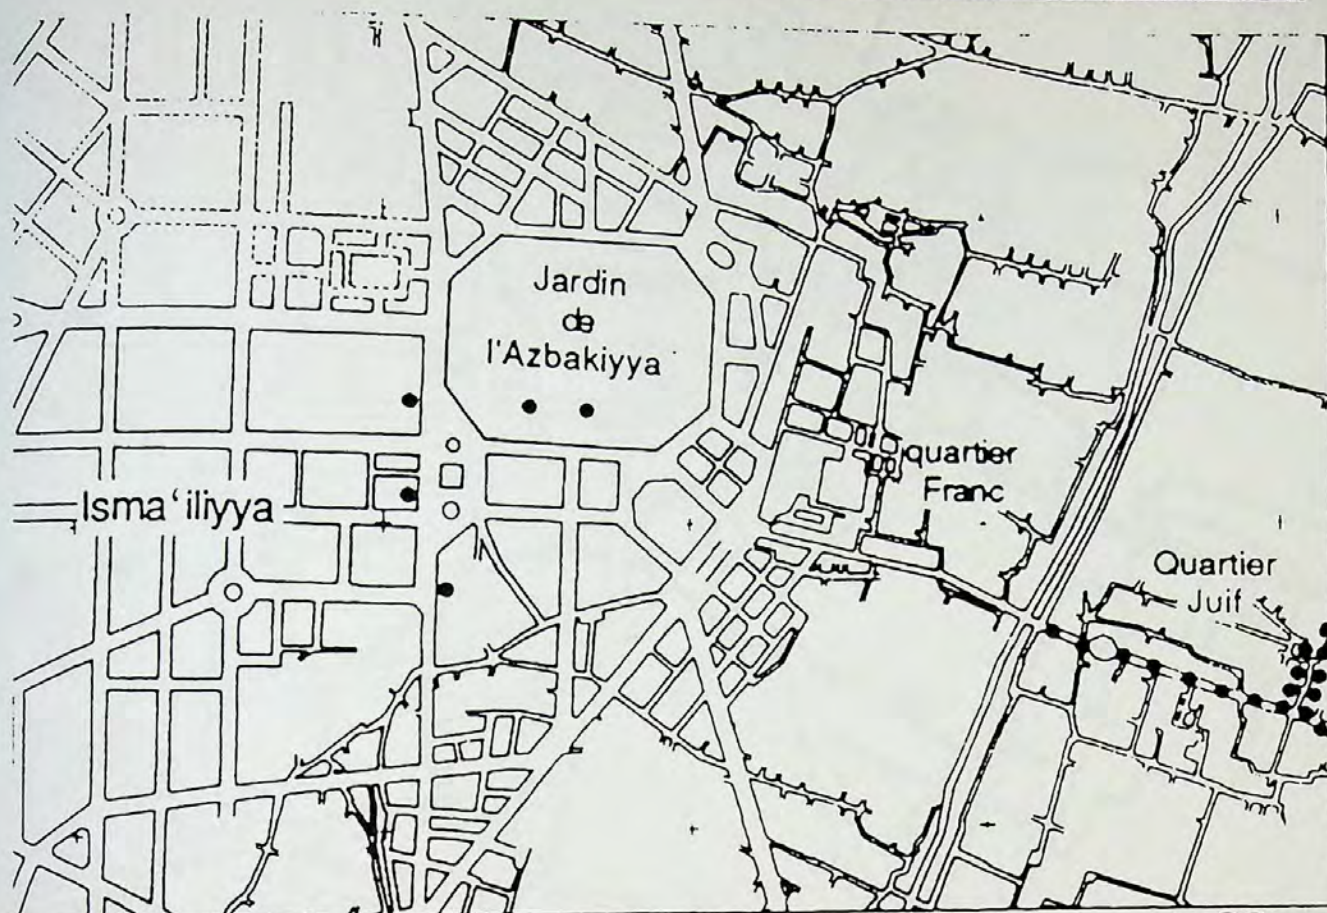 Jardin
de
l'Azbakiyya
quartier
Franc
Isma‘iliyya
Quartier
Juif